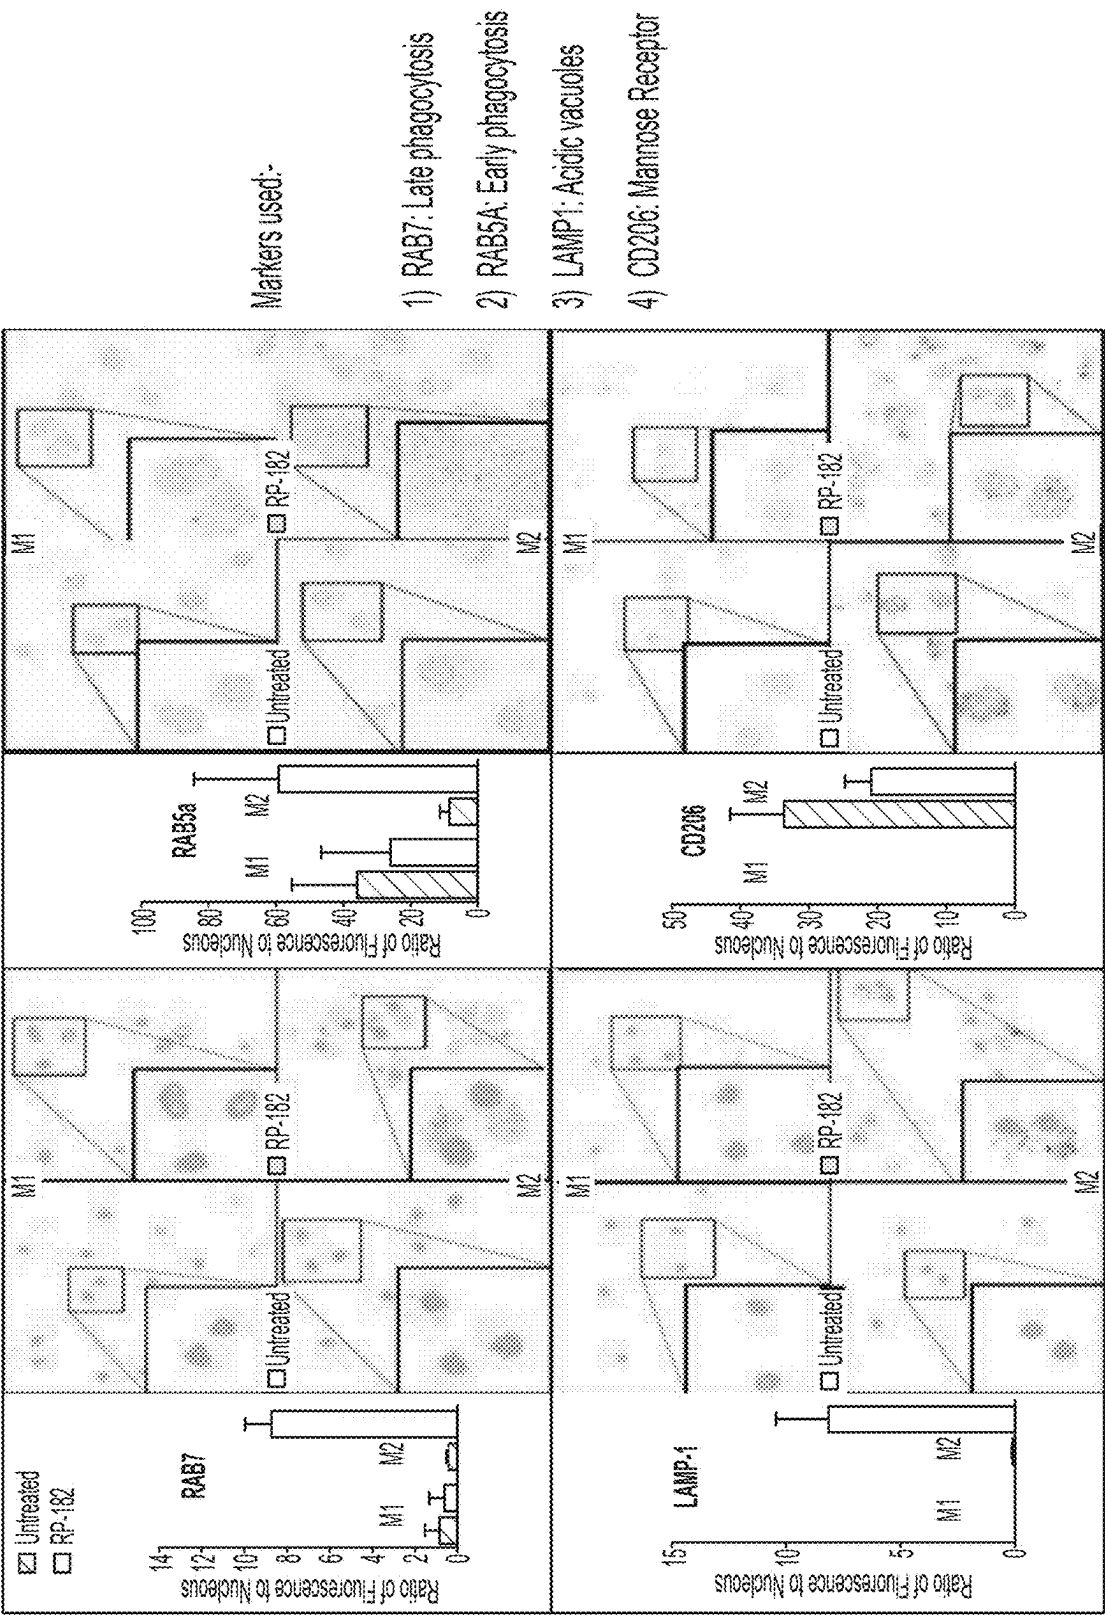 Untreated
RP-182
RAB7
Ratio of Fluorescence to Nucleous
14
12
10
8
6
4
2
0
M1
M2
M1
Untreated
RP-182
M2
RAB5a
Ratio of Fluorescence to Nucleous
100
80
60
40
20
0
M1
M2
M1
Untreated
RP-182
M2
LAMP-1
Ratio of Fluorescence to Nucleous
15
10
5
0
M1
M2
M1
Untreated
RP-182
M2
CD206
Ratio of Fluorescence to Nucleous
50
40
30
20
10
0
M1
M2
M1
Untreated
RP-182
M2
Markers used:-
1) RAB7: Late phagocytosis
2) RAB5A: Early phagocytosis
3) LAMP1: Acidic vacuoles
4) CD206: Mannose Receptor